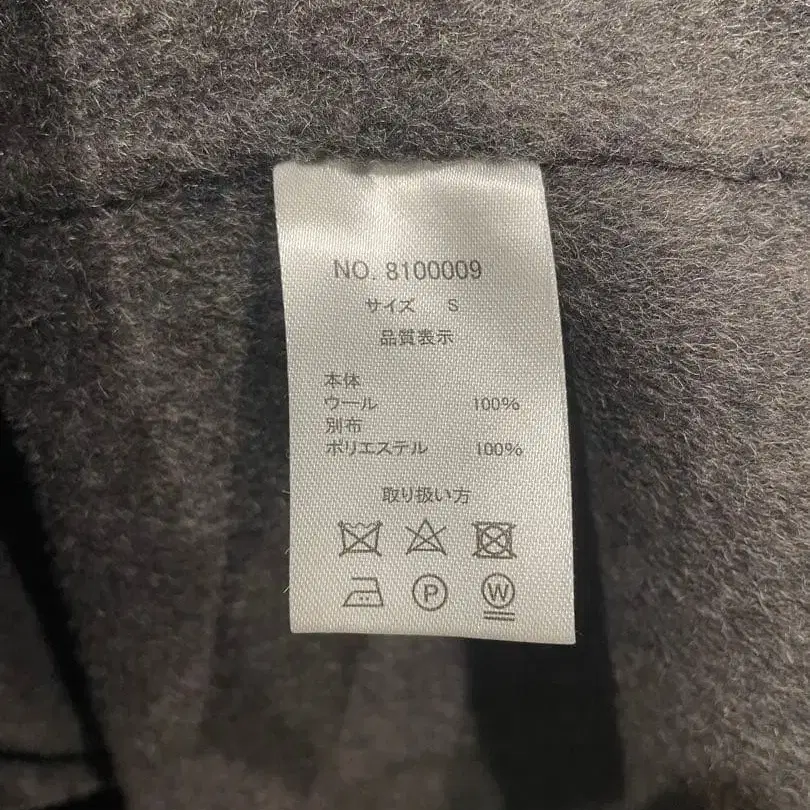 NO. 8100009
サイズ S
品質表示
本体
ウール 100%
別布
ポリエステル 100%
取り扱い方
P W